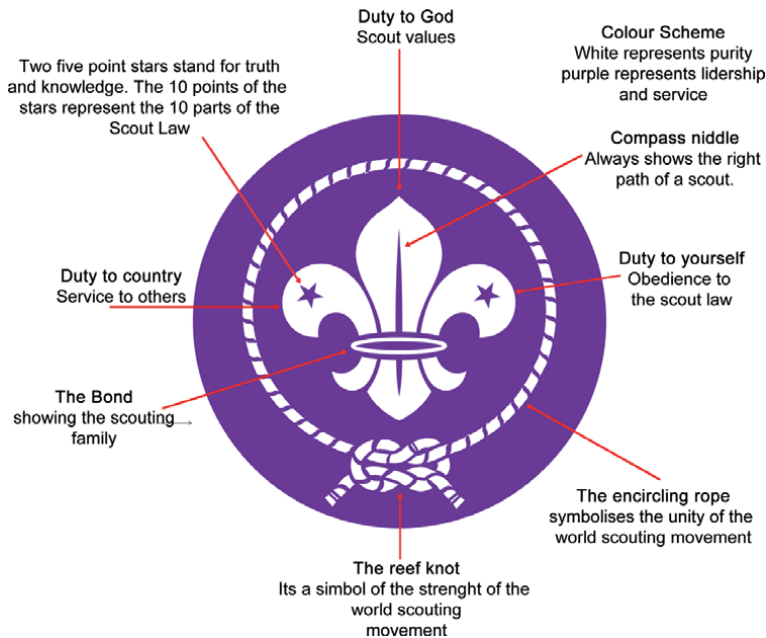 Duty to God
Scout values
Colour Scheme
White represents purity
purple represents lidership
and service
Two five point stars stand for truth
and knowledge. The 10 points of the
stars represent the 10 parts of the
Scout Law
Compass niddle
Always shows the right
path of a scout.
Duty to country
Service to others
Duty to yourself
Obedience to
the scout law
The Bond
showing the scouting
family
The encircling rope
symbolises the unity of the
world scouting movement
The reef knot
Its a simbol of the strenght of the
world scouting
movement